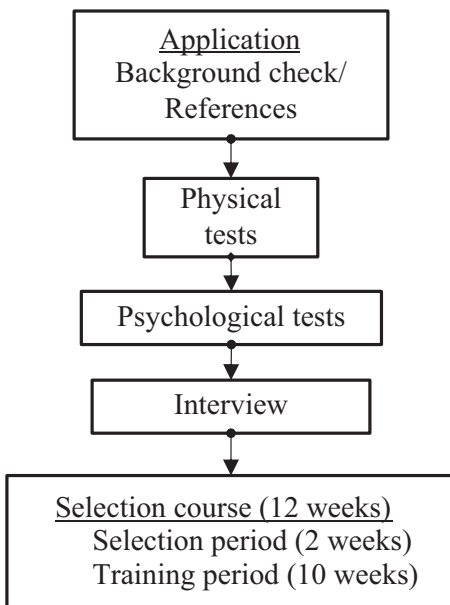 Application
Background check/
References
Physical
tests
Psychological tests
Interview
Selection course (12 weeks)
Selection period (2 weeks)
Training period (10 weeks)